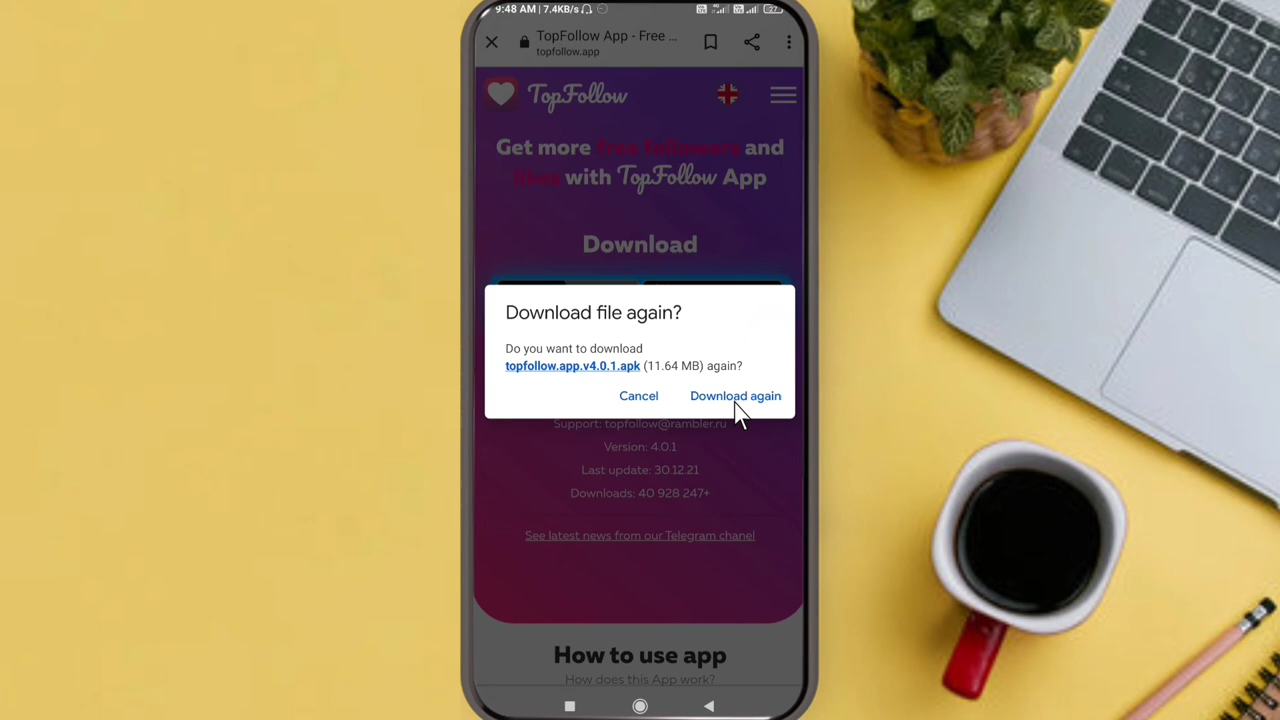 9:48 AM | 7.4KB/s
27
TopFollow App - Free ...
topfollow.app
TopFollow
Get more free followers and
likes with TopFollow App
Download
Download file again?
Do you want to download
topfollow.app.v4.0.1.apk (11.64 MB) again?
Cancel
Download again
Support: topfollow@rambler.ru
Version: 4.0.1
Last update: 30.12.21
Downloads: 40 928 247+
See latest news from our Telegram chanel
How to use app
How does this App work?